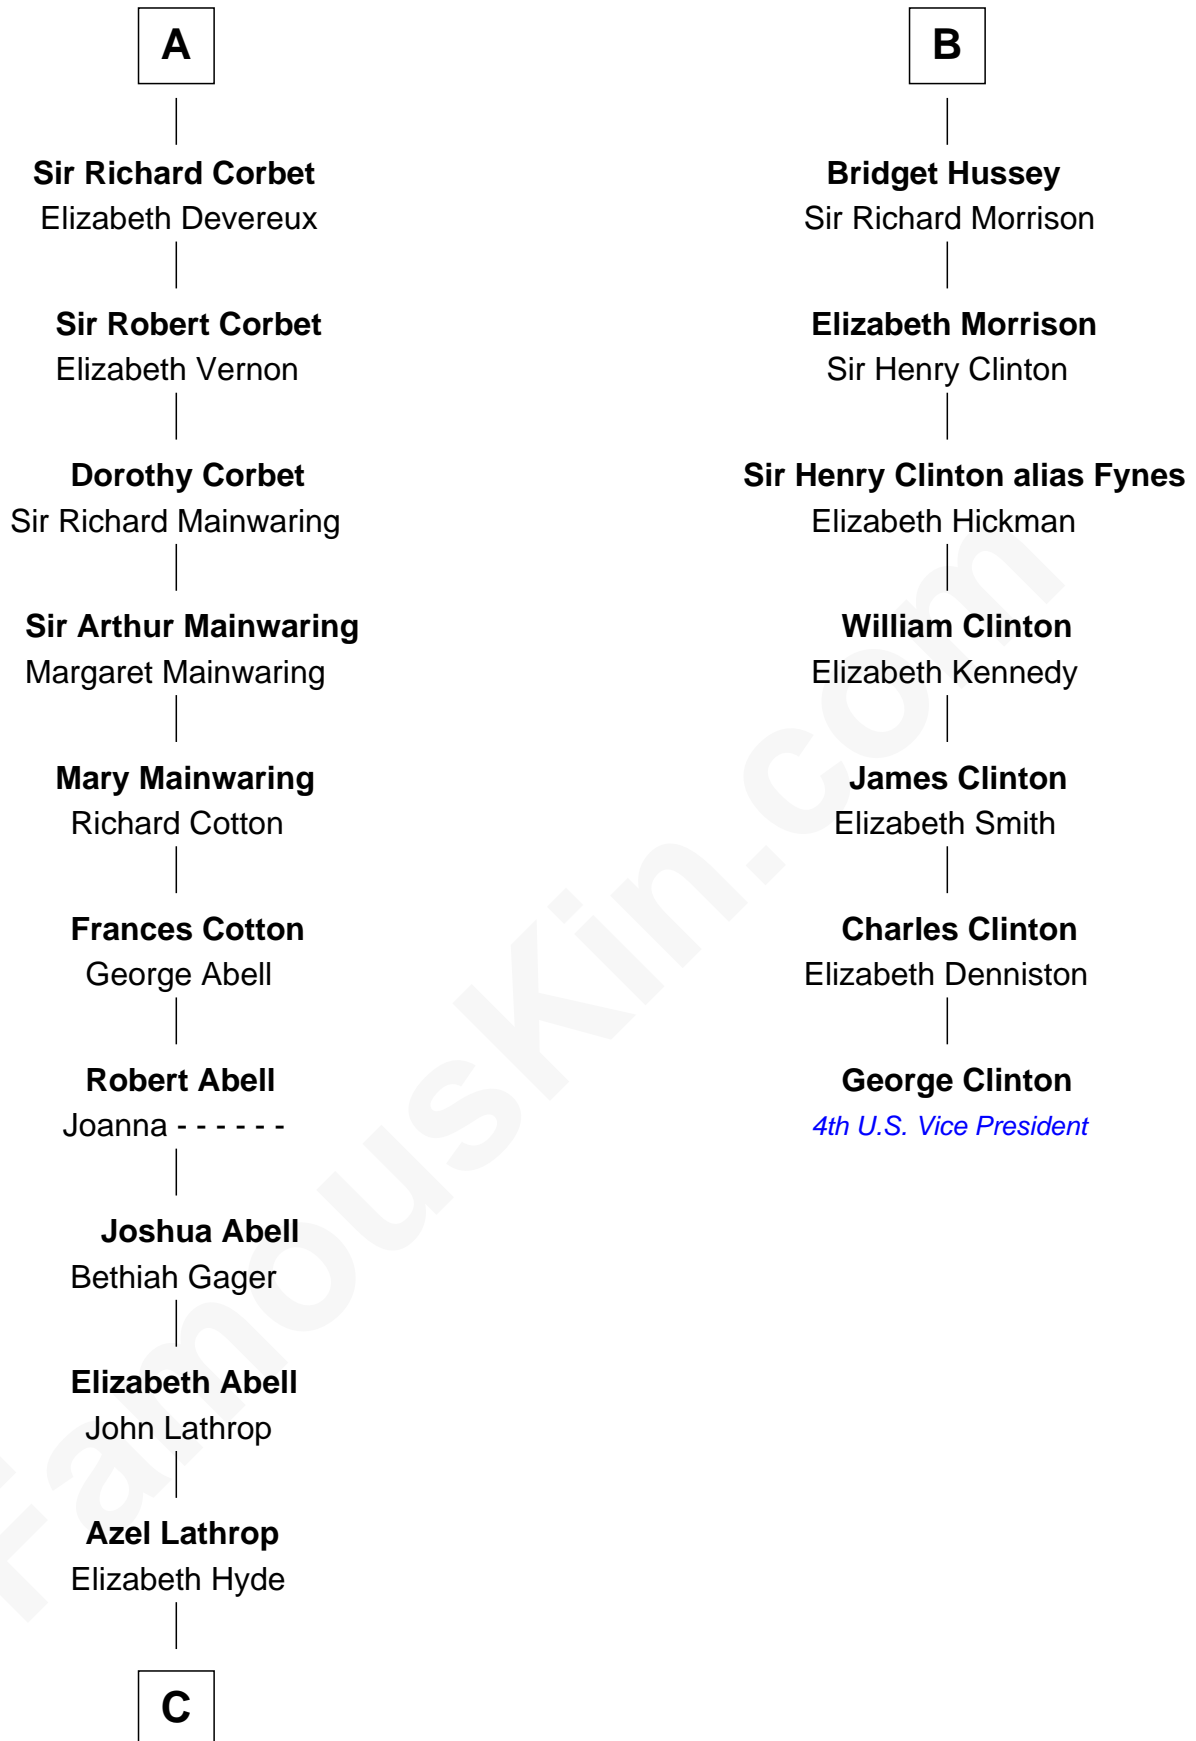 A
Sir Richard Corbet
Elizabeth Devereux
Sir Robert Corbet
Elizabeth Vernon
Dorothy Corbet
Sir Richard Mainwaring
Sir Arthur Mainwaring
Margaret Mainwaring
Mary Mainwaring
Richard Cotton
Frances Cotton
George Abell
Robert Abell
Joanna - - - - - -
Joshua Abell
Bethiah Gager
Elizabeth Abell
John Lathrop
Azel Lathrop
Elizabeth Hyde
C
B
Bridget Hussey
Sir Richard Morrison
Elizabeth Morrison
Sir Henry Clinton
Sir Henry Clinton alias Fynes
Elizabeth Hickman
William Clinton
Elizabeth Kennedy
James Clinton
Elizabeth Smith
Charles Clinton
Elizabeth Denniston
George Clinton
4th U.S. Vice President
FamousKin.com